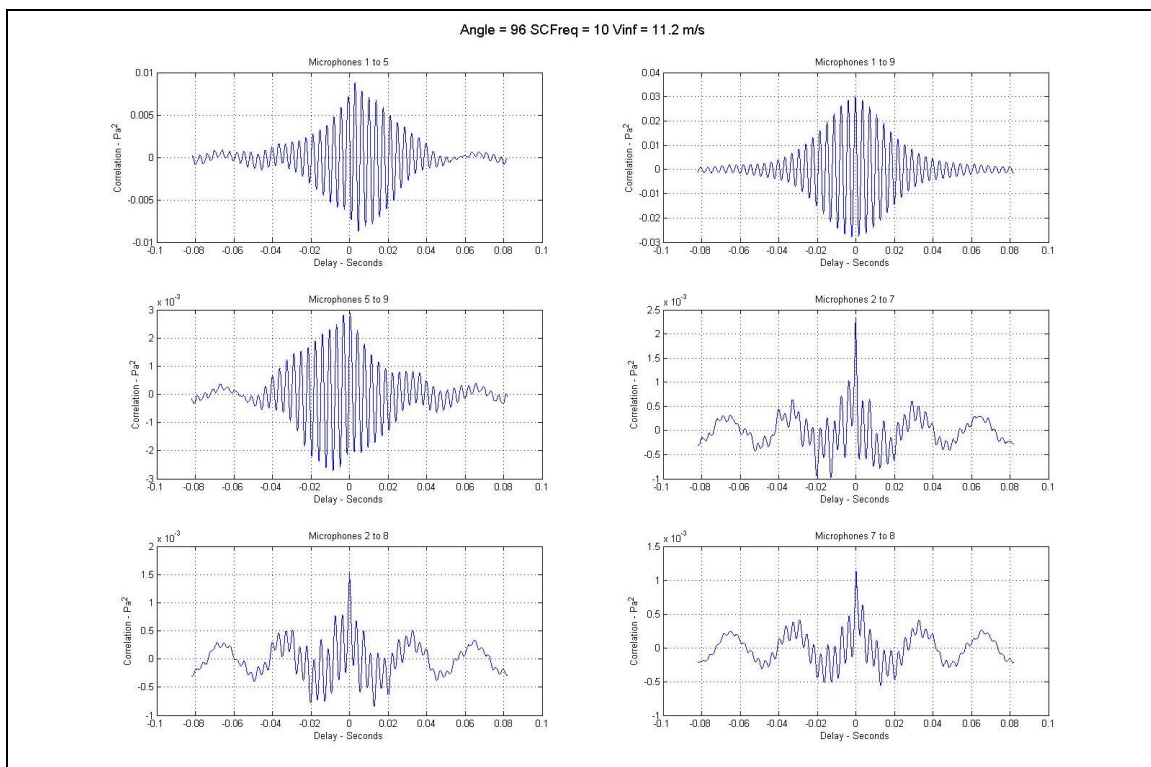 Angle = 96 SCFreq = 10 Vinf = 11.2 m/s
Microphones 1 to 5
0.01
0.005
0
-0.005
-0.01
Correlation - Pa²
-0.1 -0.08 -0.06 -0.04 -0.02 0 0.02 0.04 0.06 0.08 0.1
Delay - Seconds
Microphones 1 to 9
0.04
0.03
0.02
0.01
0
-0.01
-0.02
-0.03
Correlation - Pa²
-0.1 -0.08 -0.06 -0.04 -0.02 0 0.02 0.04 0.06 0.08 0.1
Delay - Seconds
Microphones 5 to 9
x 10⁻³
3
2
1
0
-1
-2
-3
Correlation - Pa²
-0.1 -0.08 -0.06 -0.04 -0.02 0 0.02 0.04 0.06 0.08 0.1
Delay - Seconds
Microphones 2 to 7
x 10⁻³
2.5
2
1.5
1
0.5
0
-0.5
-1
Correlation - Pa²
-0.1 -0.08 -0.06 -0.04 -0.02 0 0.02 0.04 0.06 0.08 0.1
Delay - Seconds
Microphones 2 to 8
x 10⁻³
2
1.5
1
0.5
0
-0.5
-1
Correlation - Pa²
-0.1 -0.08 -0.06 -0.04 -0.02 0 0.02 0.04 0.06 0.08 0.1
Delay - Seconds
Microphones 7 to 8
x 10⁻³
1.5
1
0.5
0
-0.5
-1
Correlation - Pa²
-0.1 -0.08 -0.06 -0.04 -0.02 0 0.02 0.04 0.06 0.08 0.1
Delay - Seconds